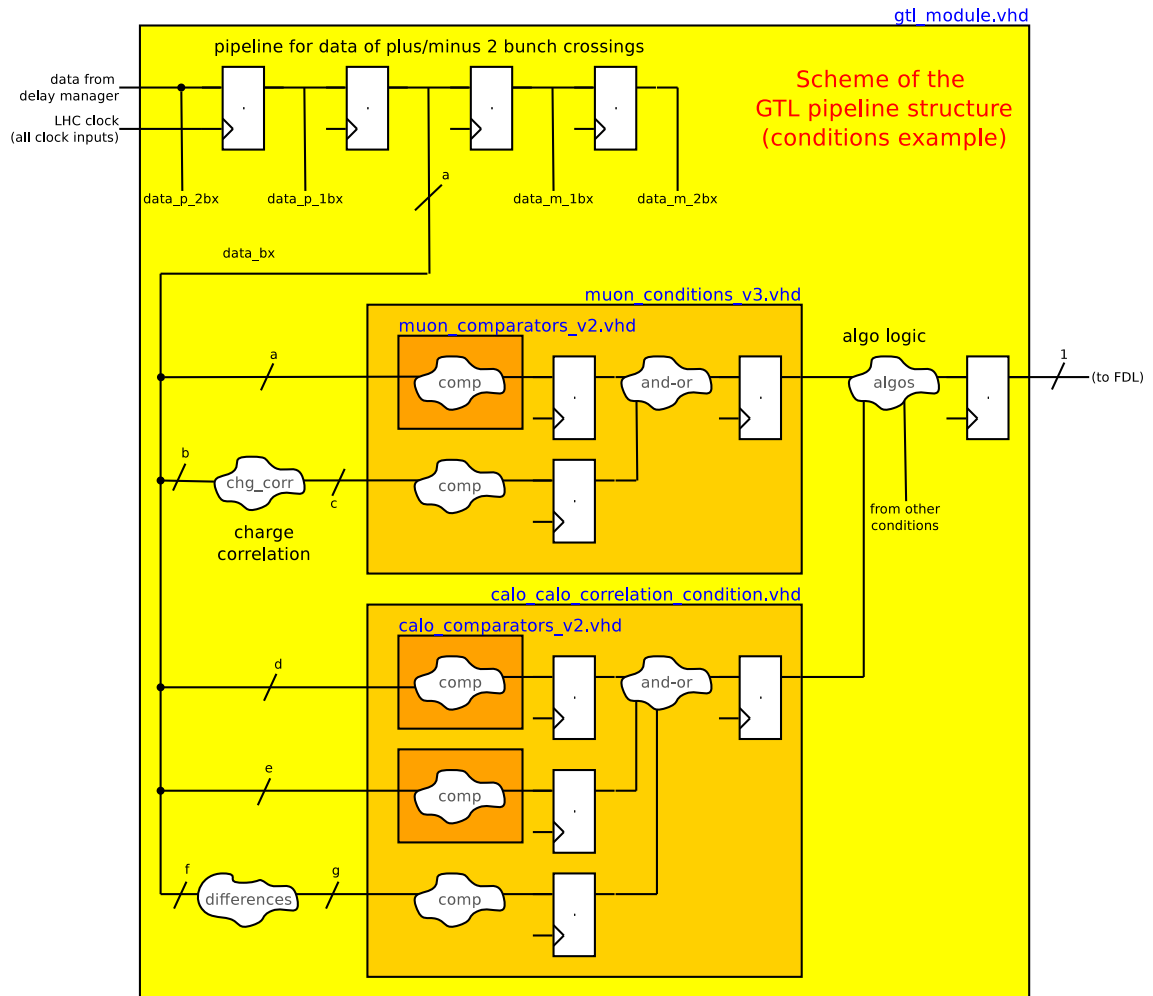 gtl_module.vhd
pipeline for data of plus/minus 2 bunch crossings
data from
delay manager
LHC clock
(all clock inputs)
Scheme of the
GTL pipeline structure
(conditions example)
.
.
.
.
a
data_p_2bx
data_p_1bx
data_m_1bx
data_m_2bx
data_bx
muon_conditions_v3.vhd
muon_comparators_v2.vhd
algo logic
a
comp
.
and-or
.
algos
.
1
(to FDL)
b
chg_corr
c
comp
.
charge
correlation
from other
conditions
calo_calo_correlation_condition.vhd
calo_comparators_v2.vhd
d
comp
.
and-or
.
e
comp
.
f
differences
g
comp
.